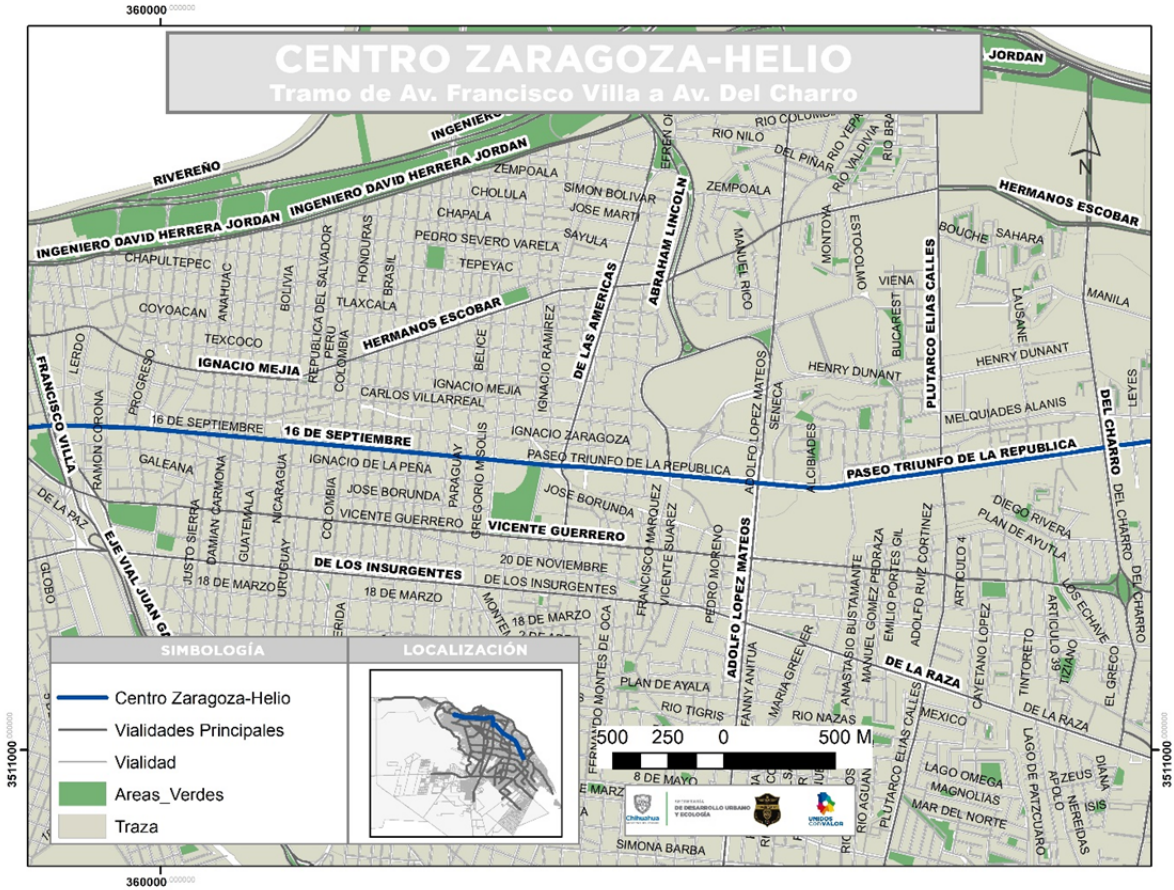 360000
CENTRO ZARAGOZA-HELIO
Tramo de Av. Francisco Villa a Av. Del Charro
JORDAN
RIVEREÑO
INGENIERO DAVID HERRERA JORDAN
INGENIERO DAVID HERRERA JORDAN
RIO NILO
DEL PIÑAR
RIO VALDIVIA
ZEMPOALA
CHOLULA
SIMON BOLIVAR
JOSE MARTI
CHAPALA
PEDRO SEVERO VARELA
SAYULA
TEPEYAC
ZEMPOALA
ABRAHAM LINCOLN
HERMANOS ESCOBAR
BOUCHE
SAHARA
MONTOYA
ESTOCOLMO
MANUEL RICO
VIENA
BUCAREST
PLUTARCO ELIAS CALLES
LAUSANE
MANILA
CHAPULTEPEC
ANAHUAC
BOLIVIA
REPUBLICA DEL SALVADOR
HONDURAS
BRASIL
COYOACAN
TLAXCALA
TEXCOCO
PERU
COLOMBIA
HERMANOS ESCOBAR
IGNACIO MEJIA
BELICE
IGNACIO RAMIREZ
DE LAS AMERICAS
HENRY DUNANT
HENRY DUNANT
LERDO
PROGRESO
FRANCISCO VILLA
RAMON CORONA
IGNACIO MEJIA
CARLOS VILLARREAL
ADOLFO LOPEZ MATEOS
SENECA
ALCIBIADES
MELQUIADES ALANIS
DEL CHARRO
LEYES
16 DE SEPTIEMBRE
16 DE SEPTIEMBRE
IGNACIO ZARAGOZA
PASEO TRIUNFO DE LA REPUBLICA
PASEO TRIUNFO DE LA REPUBLICA
GALEANA
IGNACIO DE LA PEÑA
PARAGUAY
GREGORIO M SOLIS
JOSE BORUNDA
JOSE BORUNDA
VICENTE GUERRERO
VICENTE GUERRERO
DE LA PAZ
JUSTO SIERRA
DAMIAN CARMONA
GUATEMALA
NICARAGUA
URUGUAY
COLOMBIA
FRANCISCO MARQUEZ
VICENTE SUAREZ
PEDRO MORENO
ADOLFO LOPEZ MATEOS
DIEGO RIVERA
PLAN DE AYUTLA
DEL CHARRO
DE LOS INSURGENTES
20 DE NOVIEMBRE
DE LOS INSURGENTES
18 DE MARZO
18 DE MARZO
18 DE MARZO
GLOBO
ANASTASIO BUSTAMANTE
MANUEL GOMEZ PEDRAZA
EMILIO PORTES GIL
ADOLFO RUIZ CORTINEZ
ARTICULO 4
LOS ECHAVE
DEL CHARRO
ARTICULO 39
TIZIANO
CAYETANO LOPEZ
TINTORETO
EL GRECO
FERNANDO MONTES DE OCA
FANNY ANITUA
MARIA GREEVER
DE LA RAZA
DE LA RAZA
PLAN DE AYALA
RIO TIGRIS
RIO NAZAS
MEXICO
PLUTARCO ELIAS CALLES
LAGO OMEGA
MAGNOLIAS
MAR DEL NORTE
LAGO DE PATZCUARO
APOLO
ZEUS
DIANA
ISIS
NEREIDAS
8 DE MAYO
SIMONA BARBA
SIMBOLOGÍA
Centro Zaragoza-Helio
Vialidades Principales
Vialidad
Areas_Verdes
Traza
LOCALIZACIÓN
500 250 0 500 M
Chihuahua
DE DESARROLLO URBANO
Y ECOLOGÍA
UNIDOS
CON VALOR
3511000
3511000
360000